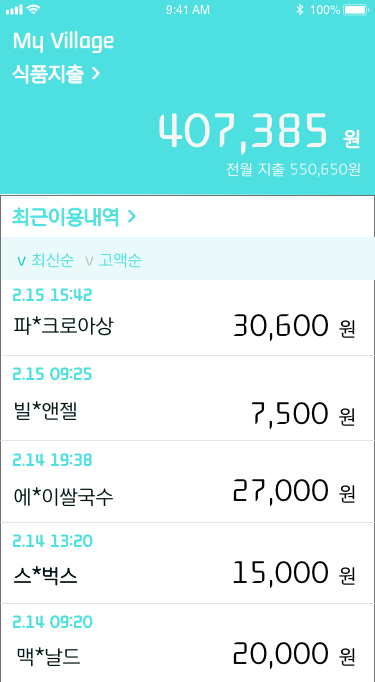 9:41 AM 100%
My Village
식품지출 >
407,385 원
전월 지출 550,650원
최근이용내역 >
v 최신순 v 고액순
2.15 15:42
파*크로아상 30,600 원
2.15 09:25
빌*앤젤 7,500 원
2.14 19:38
에*이쌀국수 27,000 원
2.14 13:20
스*벅스 15,000 원
2.14 09:20
맥*날드 20,000 원